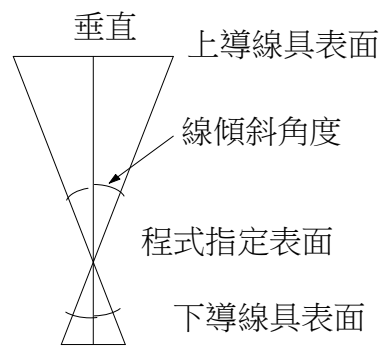 垂直
上導線具表面
線傾斜角度
程式指定表面
下導線具表面